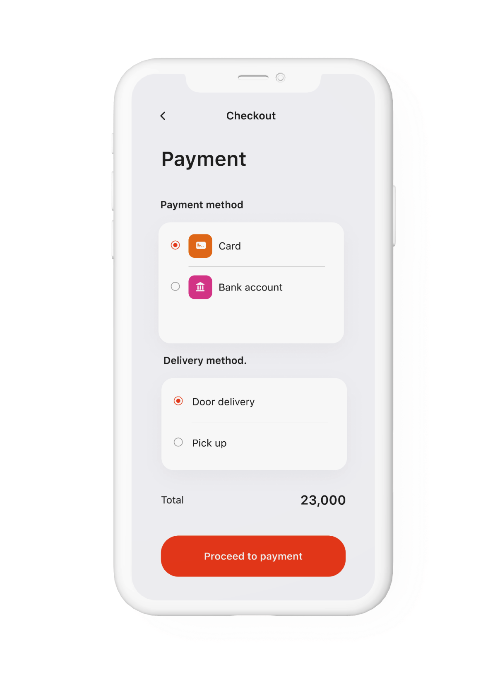 Checkout
Payment
Payment method
Card
Bank account
Delivery method.
Door delivery
Pick up
Total 23,000
Proceed to payment